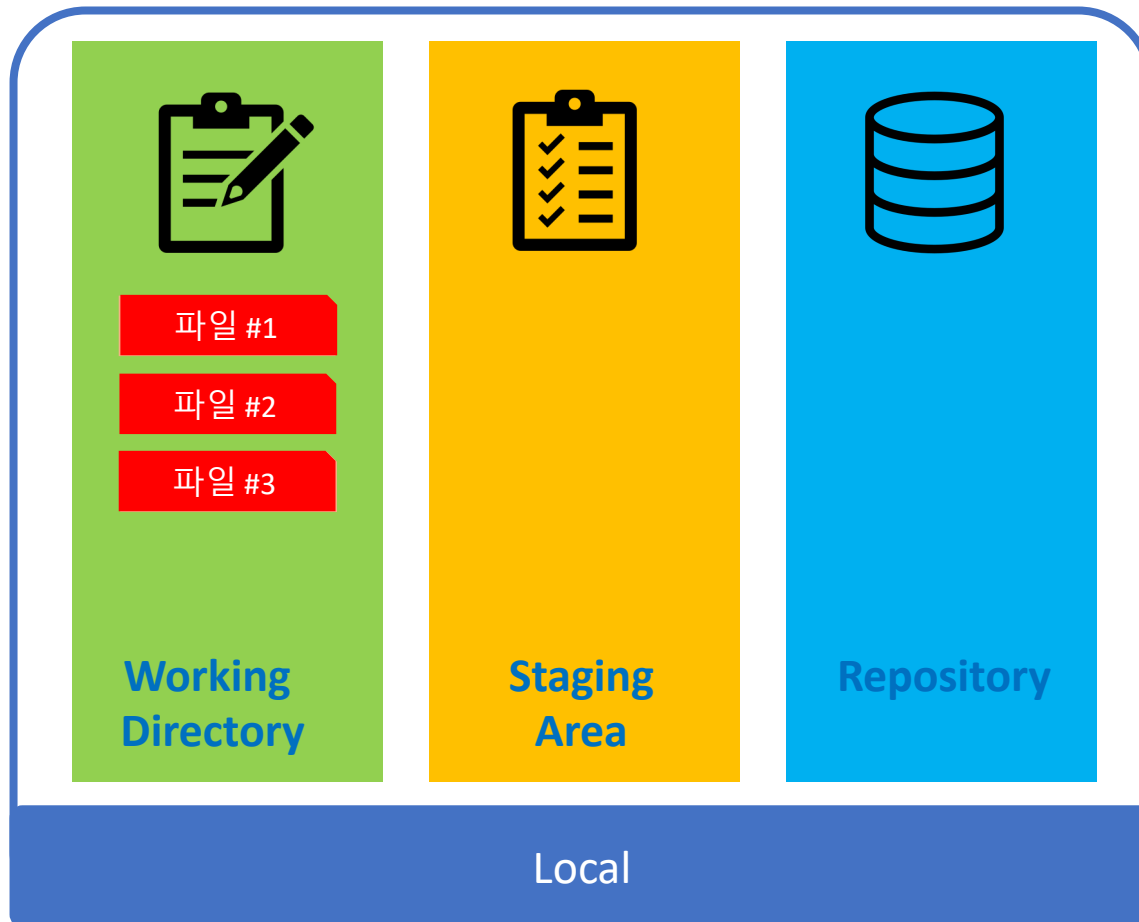 파일 #1
파일 #2
파일 #3
Working
Directory
Staging
Area
Repository
Local